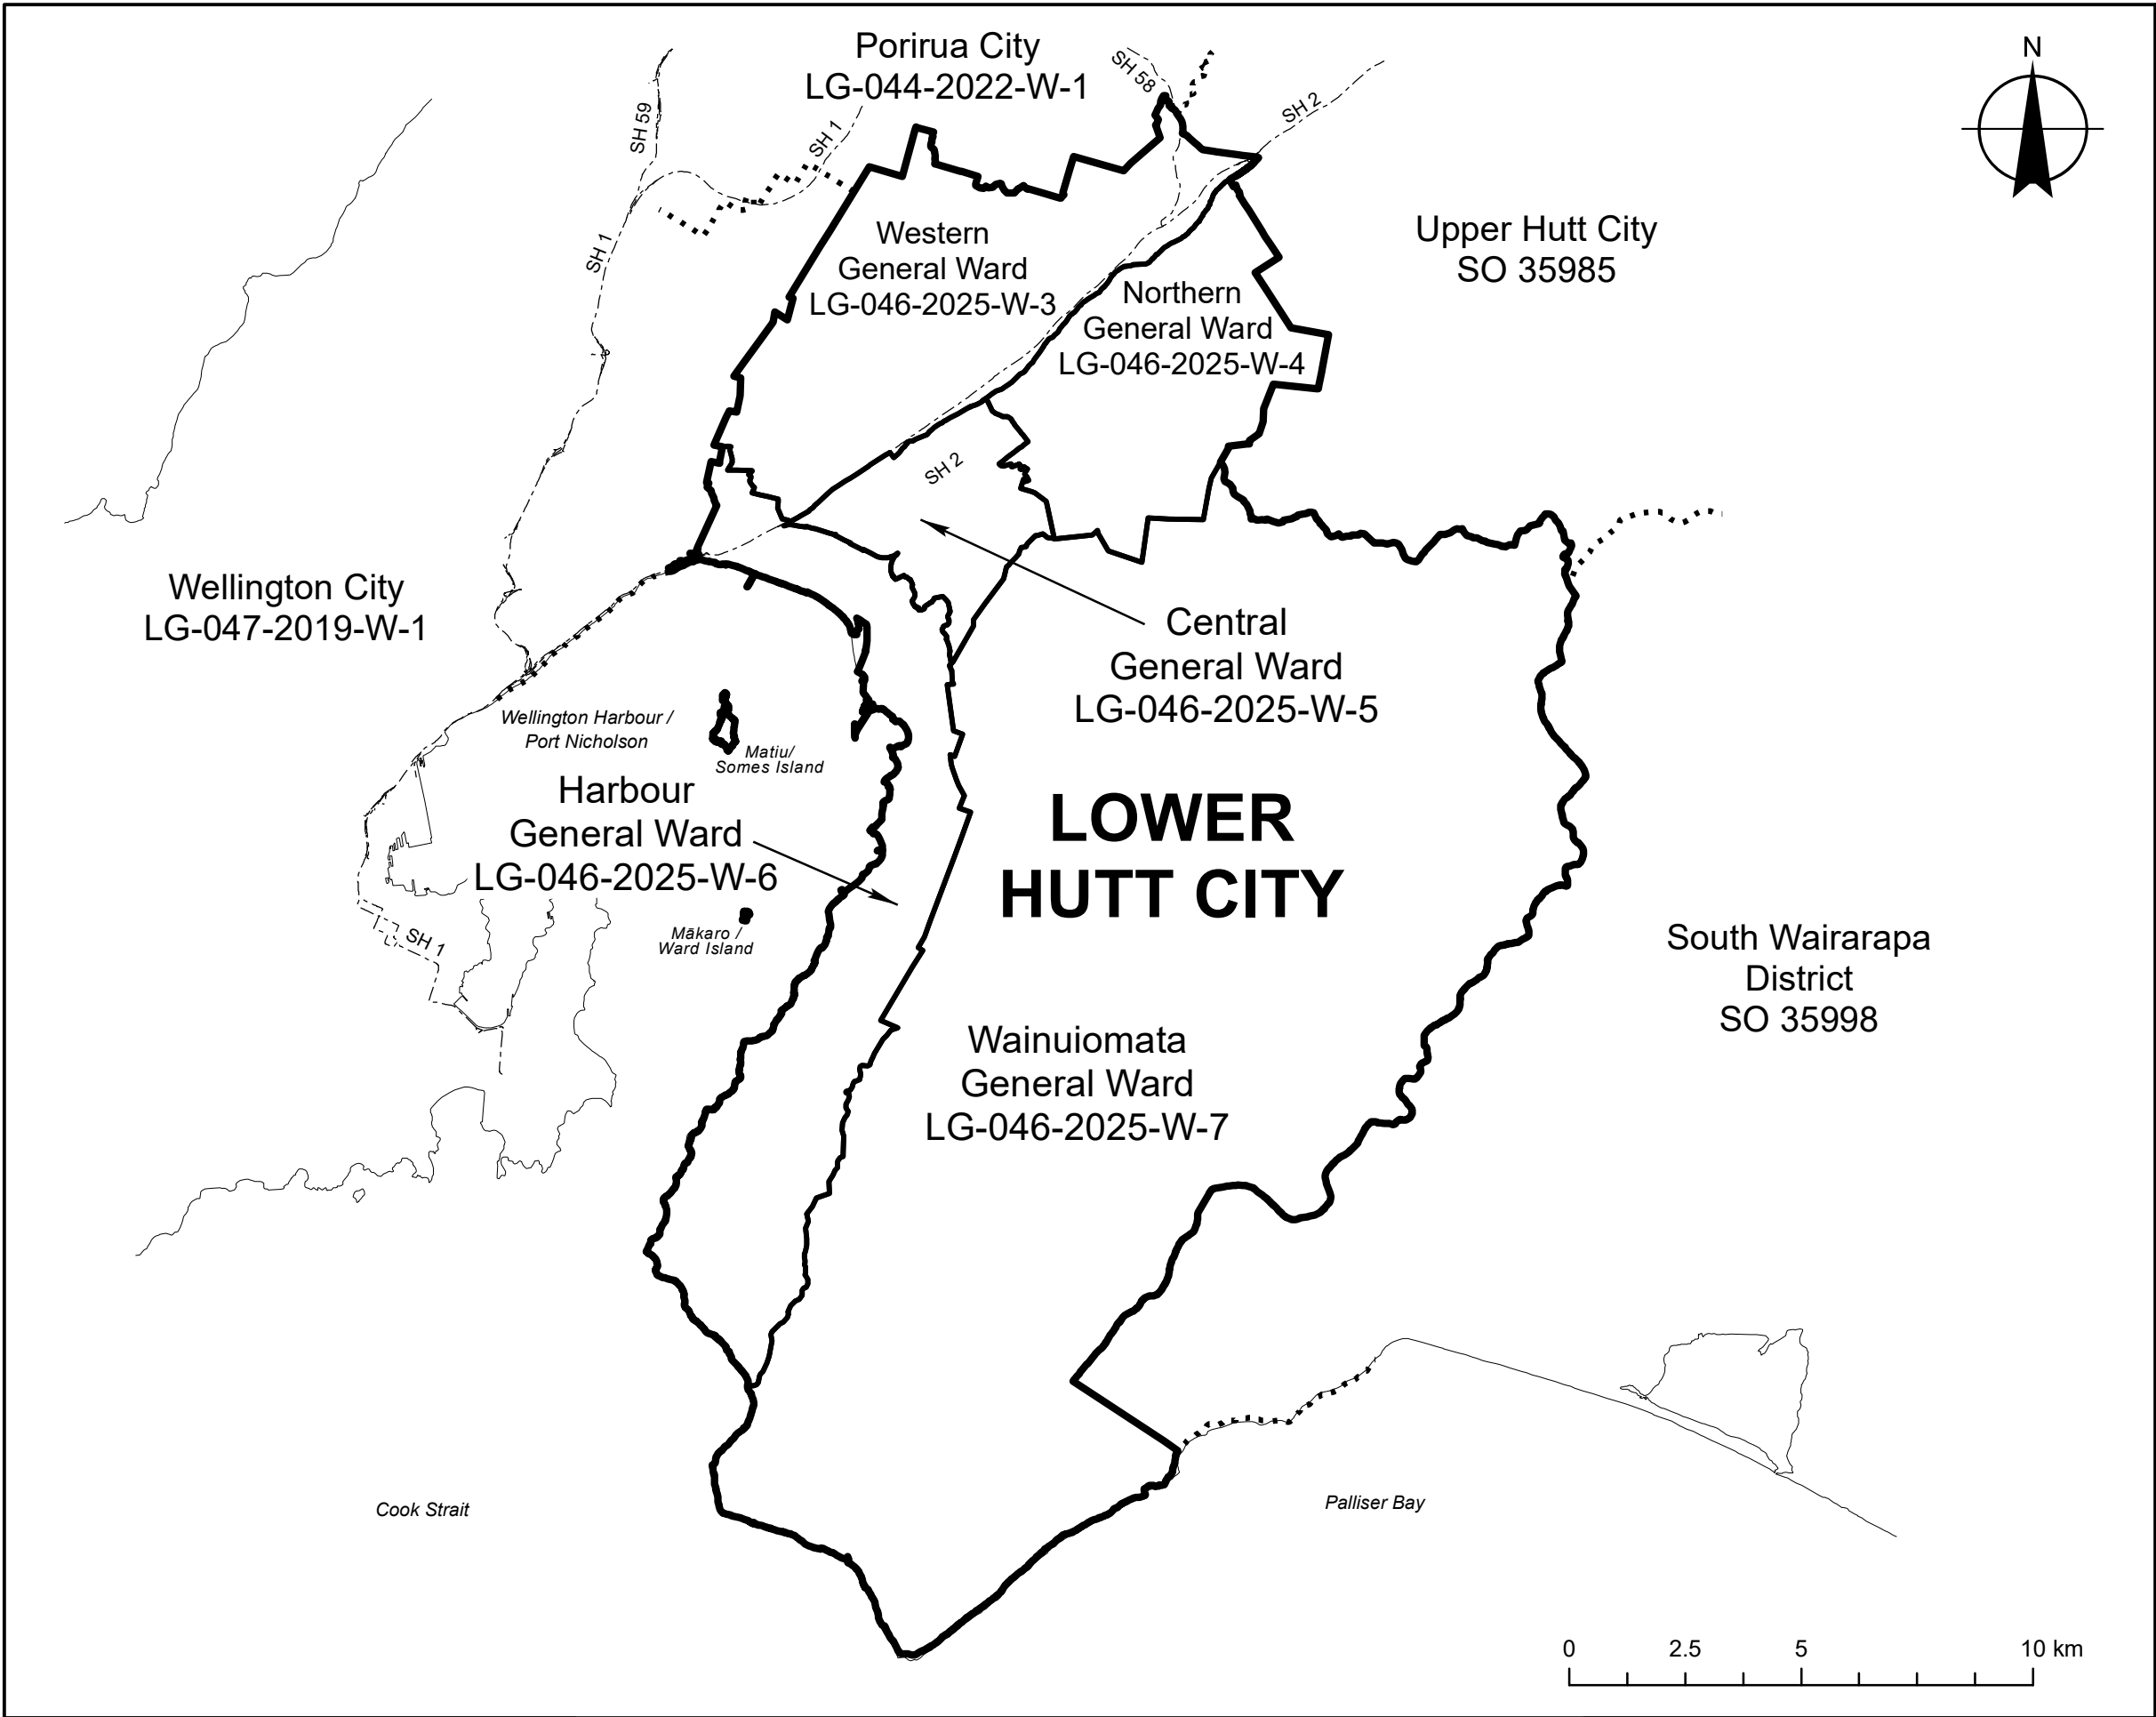 Porirua City
LG-044-2022-W-1
SH 58
N
SH 2
SH 59
SH 1
Western
General Ward
LG-046-2025-W-3
Upper Hutt City
SO 35985
SH 1
Northern
General Ward
LG-046-2025-W-4
SH 2
Wellington City
LG-047-2019-W-1
Central
General Ward
LG-046-2025-W-5
Wellington Harbour /
Port Nicholson
Matiu/
Somes Island
Harbour
General Ward
LG-046-2025-W-6
LOWER
HUTT CITY
Mākaro /
Ward Island
SH 1
South Wairarapa
District
SO 35998
Wainuiomata
General Ward
LG-046-2025-W-7
Cook Strait
Palliser Bay
0 2.5 5 10 km